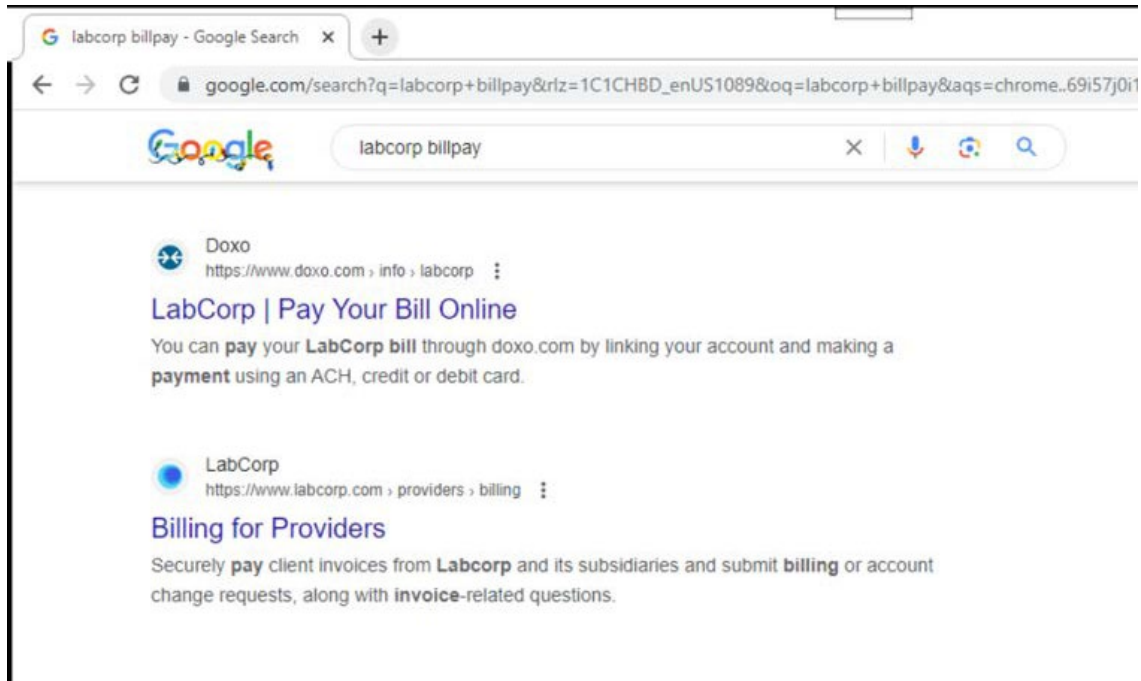 labcorp billpay - Google Search
google.com/search?q=labcorp+billpay&rlz=1C1CHBD_enUS1089&oq=labcorp+billpay&aqs=chrome..69i57j0i1
Google labcorp billpay
Doxo
https://www.doxo.com › info › labcorp
LabCorp | Pay Your Bill Online
You can pay your LabCorp bill through doxo.com by linking your account and making a
payment using an ACH, credit or debit card.
LabCorp
https://www.labcorp.com › providers › billing
Billing for Providers
Securely pay client invoices from Labcorp and its subsidiaries and submit billing or account
change requests, along with invoice-related questions.